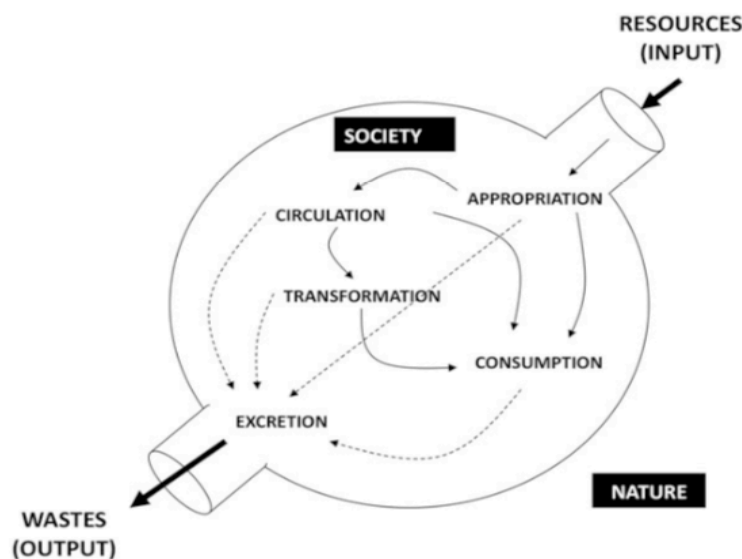 RESOURCES
(INPUT)
SOCIETY
APPROPRIATION
CIRCULATION
TRANSFORMATION
CONSUMPTION
EXCRETION
NATURE
WASTES
(OUTPUT)